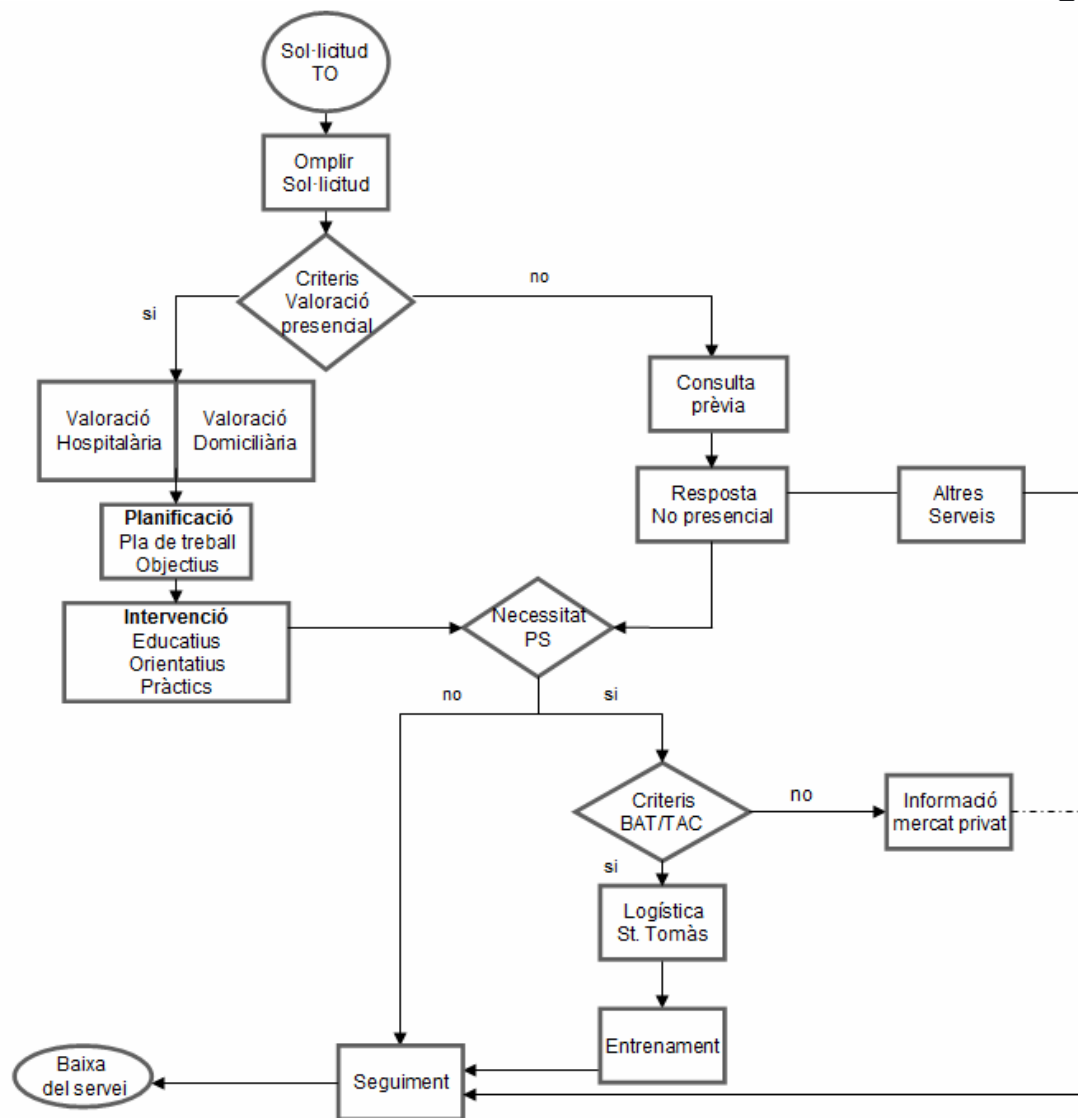 Sol·licitud
TO
Omplir
Sol·licitud
Criteris
Valoració
presencial
si
no
Valoració
Hospitalària
Valoració
Domiciliària
Consulta
prèvia
Planificació
Pla de treball
Objectius
Resposta
No presencial
Altres
Serveis
Intervenció
Educatius
Orientatius
Pràctics
Necessitat
PS
no
si
Criteris
BAT/TAC
no
Informació
mercat privat
si
Logística
St. Tomàs
Entrenament
Seguiment
Baixa
del servei